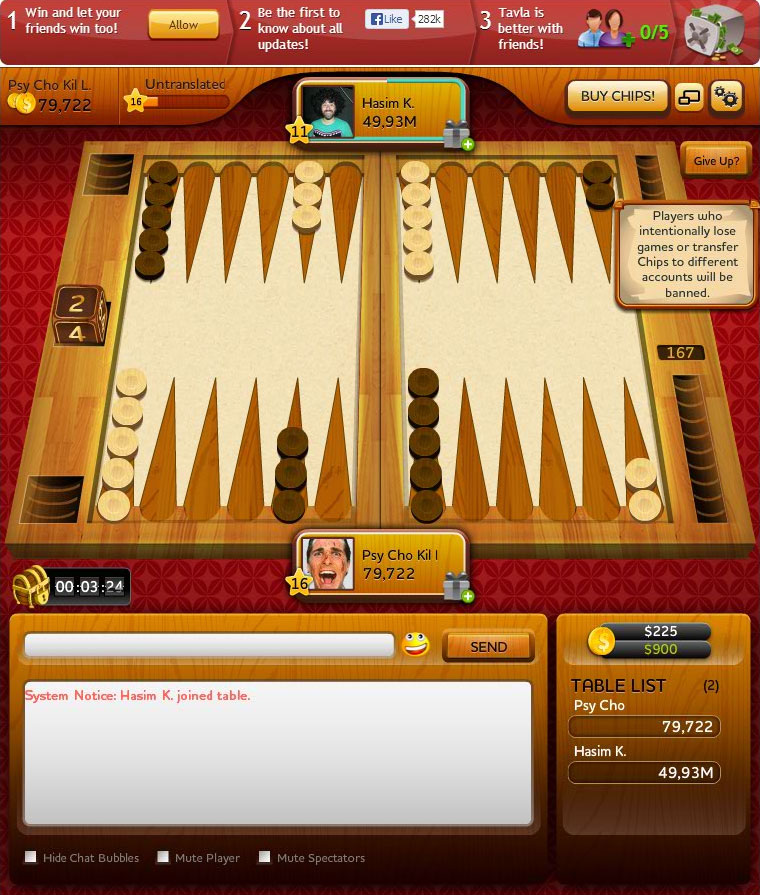 1 Win and let your
friends win too!
Allow
2 Be the first to
know about all
updates!
Like 282k
3 Tavla is
better with
friends!
0/5
Psy Cho Kil L.
79,722
Untranslated
16
Hasim K.
49,93M
11
BUY CHIPS!
Give Up?
Players who
intentionally lose
games or transfer
Chips to different
accounts will be
banned.
2
4
167
Psy Cho Kil l
79,722
16
00:03:24
SEND
System Notice: Hasim K. joined table.
Hide Chat Bubbles Mute Player Mute Spectators
$225
$900
TABLE LIST (2)
Psy Cho
79,722
Hasim K.
49,93M